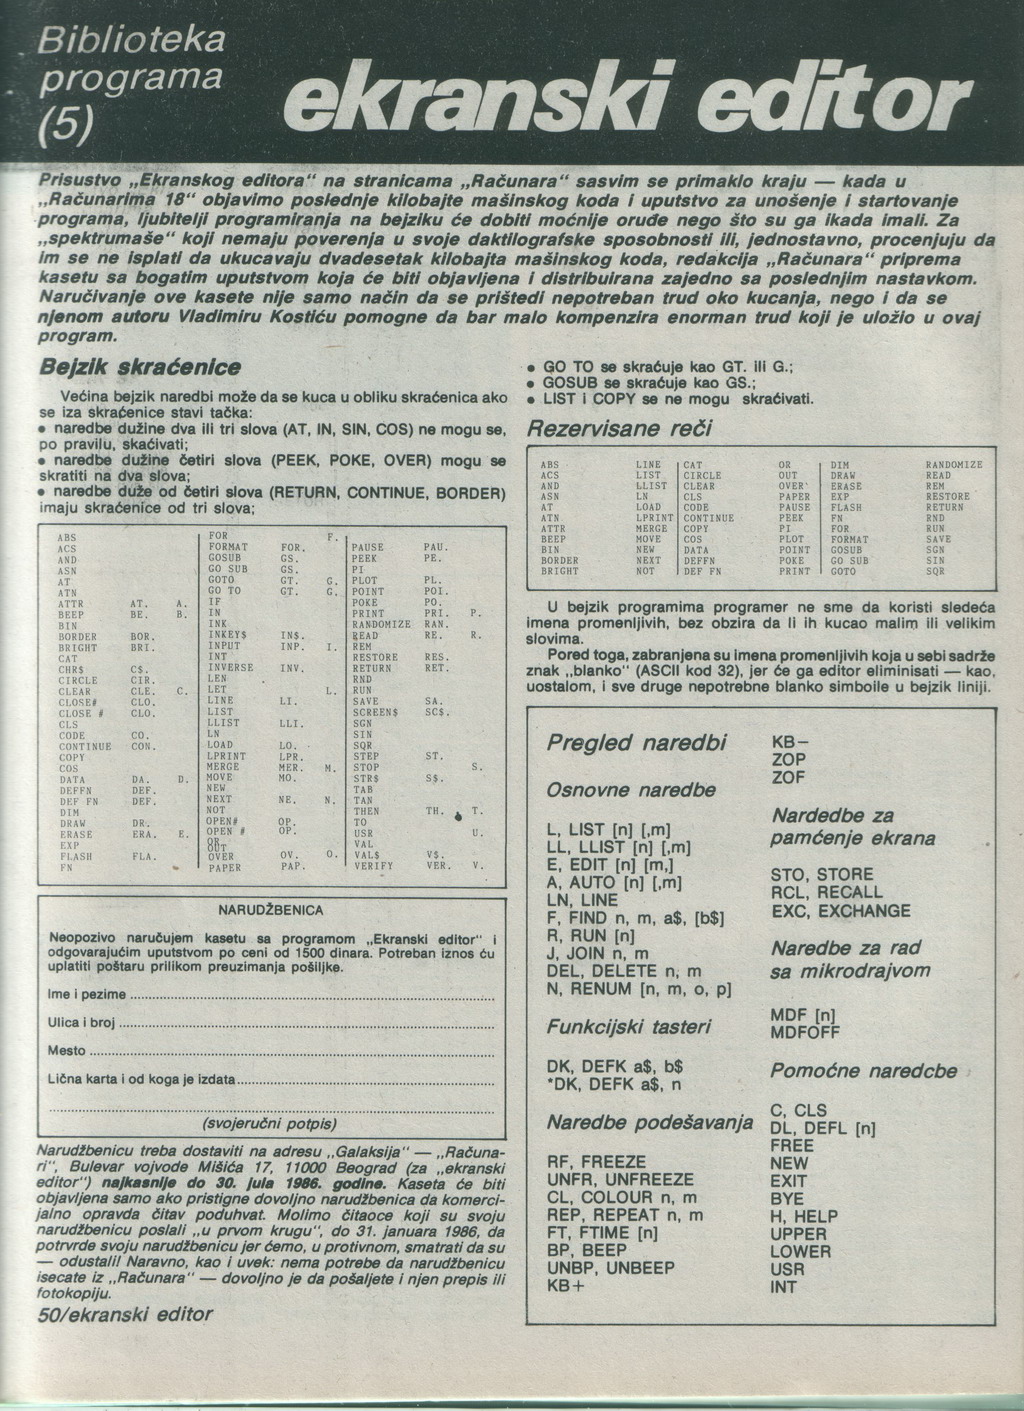 Biblioteka
programa
(5)
ekranski editor
Prisustvo „Ekranskog editora“ na stranicama „Računara“ sasvim se primaklo kraju — kada u
„Računarima 18“ objavimo poslednje kilobajte mašinskog koda i uputstvo za unošenje i startovanje
programa, ljubitelji programiranja na bejziku će dobiti moćnije oruđe nego što su ga ikada imali. Za
„spektrumaše“ koji nemaju poverenja u svoje daktilografske sposobnosti ili, jednostavno, procenjuju da
im se ne isplati da ukucavaju dvadesetak kilobajta mašinskog koda, redakcija „Računara“ priprema
kasetu sa bogatim uputstvom koja će biti objavljena i distribuirana zajedno sa poslednjim nastavkom.
Naručivanje ove kasete nije samo način da se prištedi nepotreban trud oko kucanja, nego i da se
njenom autoru Vladimiru Kostiću pomogne da bar malo kompenzira enorman trud koji je uložio u ovaj
program.
Bejzik skraćenice
Većina bejzik naredbi može da se kuca u obliku skraćenica ako
se iza skraćenice stavi tačka:
• naredbe dužine dva ili tri slova (AT, IN, SIN, COS) ne mogu se,
po pravilu, skaćivati;
• naredbe dužine četiri slova (PEEK, POKE, OVER) mogu se
skratiti na dva slova;
• naredbe duže od četiri slova (RETURN, CONTINUE, BORDER)
imaju skraćenice od tri slova;
ABS
ACS
AND
ASN
AT
ATN
ATTR AT. A.
BEEP BE. B.
BIN
BORDER BOR.
BRIGHT BRI.
CAT
CHR$ C$.
CIRCLE CIR.
CLEAR CLE. C.
CLOSE# CLO.
CLOSE # CLO.
CLS
CODE CO.
CONTINUE CON.
COPY
COS
DATA DA. D.
DEFFN DEF.
DEF FN DEF.
DIM
DRAW DR.
ERASE ERA. E.
EXP
FLASH FLA.
FN
FOR F.
FORMAT FOR.
GOSUB GS.
GO SUB GS.
GOTO GT. G.
GO TO GT. G.
IF
IN
INK
INKEY$ IN$.
INPUT INP. I.
INT
INVERSE INV.
LEN
LET L.
LINE LI.
LIST
LLIST LLI.
LN
LOAD LO.
LPRINT LPR.
MERGE MER. M.
MOVE MO.
NEW
NEXT NE. N.
NOT
OPEN# OP.
OPEN # OP.
OR
OUT
OVER OV. O.
PAPER PAP.
PAUSE PAU.
PEEK PE.
PI
PLOT PL.
POINT POI.
POKE PO.
PRINT PRI. P.
RANDOMIZE RAN.
READ RE. R.
REM
RESTORE RES.
RETURN RET.
RND
RUN
SAVE SA.
SCREEN$ SC$.
SGN
SIN
SQR
STEP ST.
STOP S.
STR$ S$.
TAB
TAN
THEN TH. T.
TO
USR U.
VAL
VAL$ V$.
VERIFY VER. V.
NARUDŽBENICA
Neopozivo naručujem kasetu sa programom „Ekranski editor“ i
odgovarajućim uputstvom po ceni od 1500 dinara. Potreban iznos ću
uplatiti poštaru prilikom preuzimanja pošiljke.
Ime i pezime
Ulica i broj
Mesto
Lična karta i od koga je izdata
(svojeručni potpis)
Narudžbenicu treba dostaviti na adresu „Galaksija“ — „Računa-
ri“, Bulevar vojvode Mišića 17, 11000 Beograd (za „ekranski
editor“) najkasnije do 30. jula 1986. godine. Kaseta će biti
objavljena samo ako pristigne dovoljno narudžbenica da komerci-
jalno opravda čitav poduhvat. Molimo čitaoce koji su svoju
narudžbenicu poslali „u prvom krugu“, do 31. januara 1986, da
potrvrde svoju narudžbenicu jer ćemo, u protivnom, smatrati da su
— odustali! Naravno, kao i uvek: nema potrebe da narudžbenicu
isecate iz „Računara“ — dovoljno je da pošaljete i njen prepis ili
fotokopiju.
50/ekranski editor
• GO TO se skraćuje kao GT. ili G.;
• GOSUB se skraćuje kao GS.;
• LIST i COPY se ne mogu skraćivati.
Rezervisane reči
ABS LINE CAT OR DIM RANDOMIZE
ACS LIST CIRCLE OUT DRAW READ
AND LLIST CLEAR OVER ERASE REM
ASN LN CLS PAPER EXP RESTORE
AT LOAD CODE PAUSE FLASH RETURN
ATN LPRINT CONTINUE PEEK FN RND
ATTR MERGE COPY PI FOR RUN
BEEP MOVE COS PLOT FORMAT SAVE
BIN NEW DATA POINT GOSUB SGN
BORDER NEXT DEFFN POKE GO SUB SIN
BRIGHT NOT DEF FN PRINT GOTO SQR
U bejzik programima programer ne sme da koristi sledeća
imena promenljivih, bez obzira da li ih kucao malim ili velikim
slovima.
Pored toga, zabranjena su imena promenljivih koja u sebi sadrže
znak „blanko“ (ASCII kod 32), jer će ga editor eliminisati — kao,
uostalom, i sve druge nepotrebne blanko simboile u bejzik liniji.
Pregled naredbi
Osnovne naredbe
L, LIST [n] [,m]
LL, LLIST [n] [,m]
E, EDIT [n] [m,]
A, AUTO [n] [,m]
LN, LINE
F, FIND n, m, a$, [b$]
R, RUN [n]
J, JOIN n, m
DEL, DELETE n, m
N, RENUM [n, m, o, p]
Funkcijski tasteri
DK, DEFK a$, b$
*DK, DEFK a$, n
Naredbe podešavanja
RF, FREEZE
UNFR, UNFREEZE
CL, COLOUR n, m
REP, REPEAT n, m
FT, FTIME [n]
BP, BEEP
UNBP, UNBEEP
KB+
KB–
ZOP
ZOF
Nardedbe za
pamćenje ekrana
STO, STORE
RCL, RECALL
EXC, EXCHANGE
Naredbe za rad
sa mikrodrajvom
MDF [n]
MDFOFF
Pomoćne naredcbe
C, CLS
DL, DEFL [n]
FREE
NEW
EXIT
BYE
H, HELP
UPPER
LOWER
USR
INT